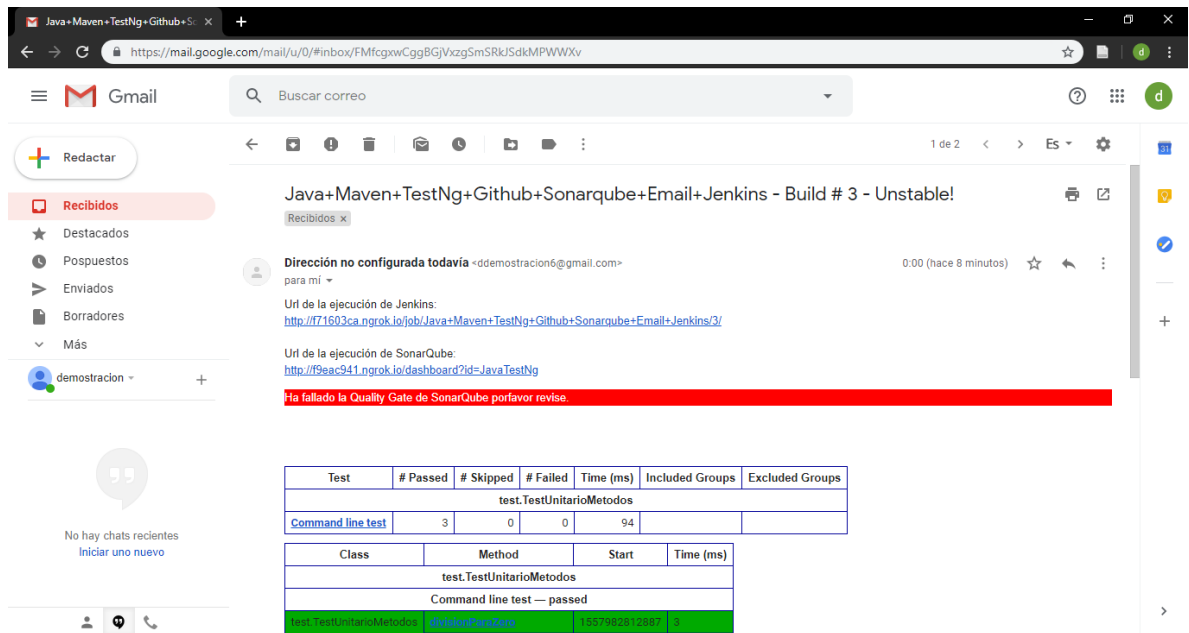 Java+Maven+TestNg+Github+So
https://mail.google.com/mail/u/0/#inbox/FMfcgxwCggBGjVxzgSmSRkJSdkMPWWXv
d
Gmail
Buscar correo
d
Redactar
1 de 2
Es
31
Recibidos
Destacados
Pospuestos
Enviados
Borradores
Más
demostracion
No hay chats recientes
Iniciar uno nuevo
Java+Maven+TestNg+Github+Sonarqube+Email+Jenkins - Build # 3 - Unstable!
Recibidos x
Dirección no configurada todavía <ddemostracion6@gmail.com> 0:00 (hace 8 minutos)
para mí
Url de la ejecución de Jenkins:
http://f71603ca.ngrok.io/job/Java+Maven+TestNg+Github+Sonarqube+Email+Jenkins/3/
Url de la ejecución de SonarQube:
http://f9eac941.ngrok.io/dashboard?id=JavaTestNg
Ha fallado la Quality Gate de SonarQube porfavor revise.
Test # Passed # Skipped # Failed Time (ms) Included Groups Excluded Groups
test.TestUnitarioMetodos
Command line test 3 0 0 94
Class Method Start Time (ms)
test.TestUnitarioMetodos
Command line test — passed
test.TestUnitarioMetodos divisionParaZero 1557982812887 3